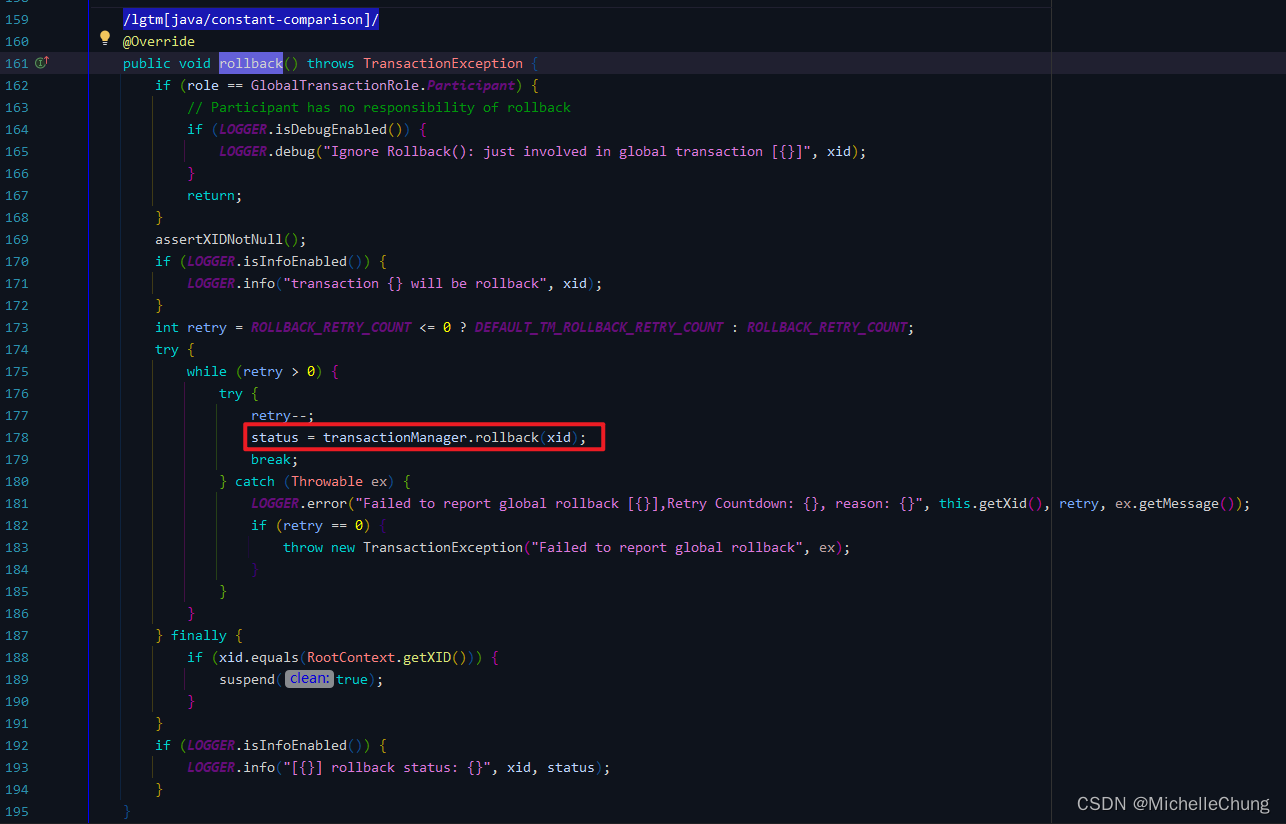 159 /lgtm[java/constant-comparison]/
160 @Override
161 public void rollback() throws TransactionException {
162 if (role == GlobalTransactionRole.Participant) {
163 // Participant has no responsibility of rollback
164 if (LOGGER.isDebugEnabled()) {
165 LOGGER.debug("Ignore Rollback(): just involved in global transaction [{}]", xid);
166 }
167 return;
168 }
169 assertXIDNotNull();
170 if (LOGGER.isInfoEnabled()) {
171 LOGGER.info("transaction {} will be rollback", xid);
172 }
173 int retry = ROLLBACK_RETRY_COUNT <= 0 ? DEFAULT_TM_ROLLBACK_RETRY_COUNT : ROLLBACK_RETRY_COUNT;
174 try {
175 while (retry > 0) {
176 try {
177 retry--;
178 status = transactionManager.rollback(xid);
179 break;
180 } catch (Throwable ex) {
181 LOGGER.error("Failed to report global rollback [{}],Retry Countdown: {}, reason: {}", this.getXid(), retry, ex.getMessage());
182 if (retry == 0) {
183 throw new TransactionException("Failed to report global rollback", ex);
184 }
185 }
186 }
187 } finally {
188 if (xid.equals(RootContext.getXID())) {
189 suspend( clean: true);
190 }
191 }
192 if (LOGGER.isInfoEnabled()) {
193 LOGGER.info("[{}] rollback status: {}", xid, status);
194 }
195 }
CSDN @MichelleChung